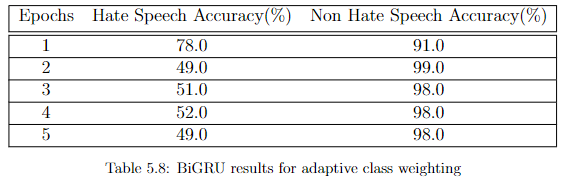 Epochs Hate Speech Accuracy(%) Non Hate Speech Accuracy(%)
1 78.0 91.0
2 49.0 99.0
3 51.0 98.0
4 52.0 98.0
5 49.0 98.0
Table 5.8: BiGRU results for adaptive class weighting